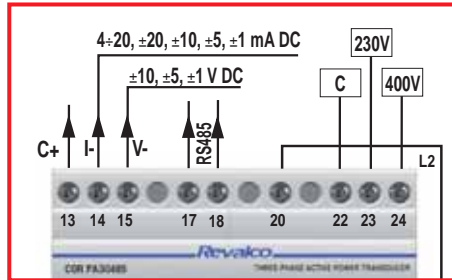 4÷20, ±20, ±10, ±5, ±1 mA DC
230V
±10, ±5, ±1 V DC
C
400V
C+
I-
V-
RS485
L2
13 14 15 17 18 20 22 23 24
Revalco
COR PA30485
THREE PHASE ACTIVE POWER TRANSDUCER